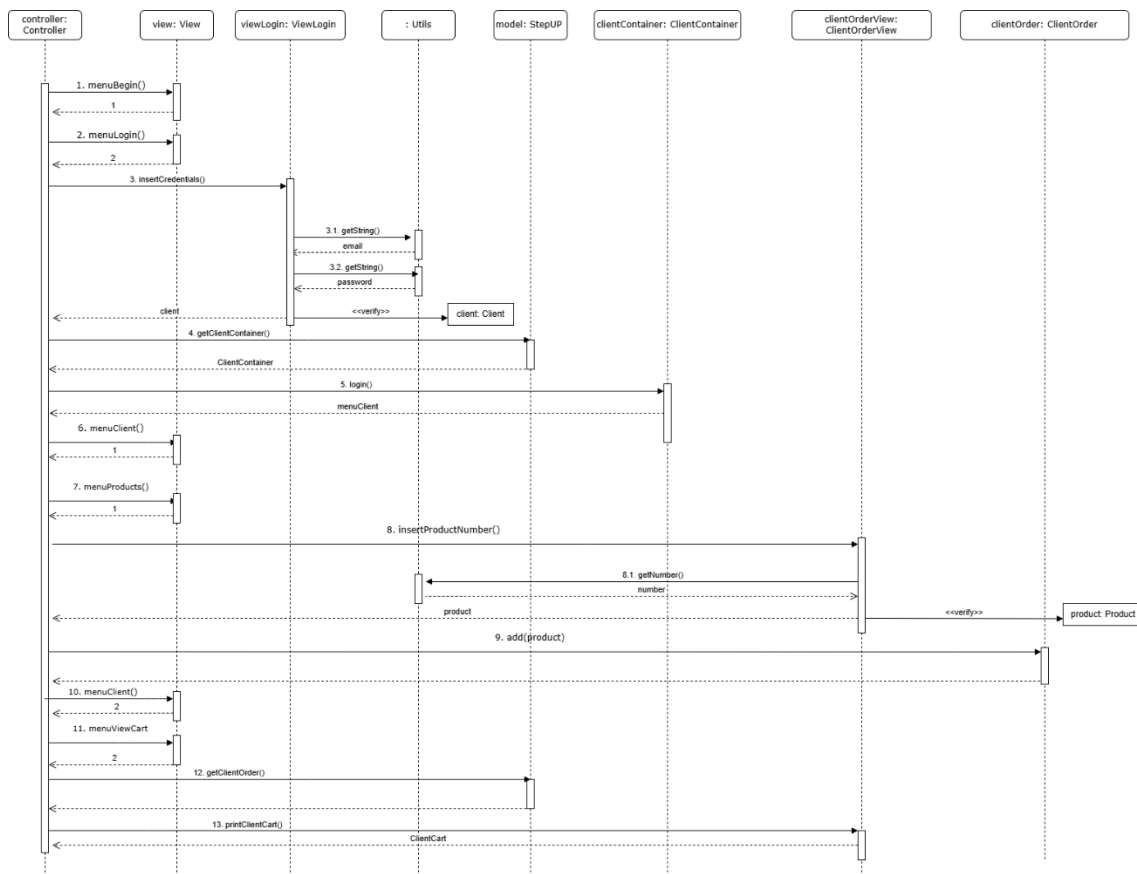 controller:
Controller
view: View
viewLogin: ViewLogin
: Utils
model: StepUP
clientContainer: ClientContainer
clientOrderView:
ClientOrderView
clientOrder: ClientOrder
1. menuBegin()
1
2. menuLogin()
2
3. insertCredentials()
3.1. getString()
email
3.2. getString()
password
client
<<verify>>
client: Client
4. getClientContainer()
ClientContainer
5. login()
menuClient
6. menuClient()
1
7. menuProducts()
1
8. insertProductNumber()
8.1. getNumber()
number
product
<<verify>>
product: Product
9. add(product)
10. menuClient()
2
11. menuViewCart
2
12. getClientOrder()
13. printClientCart()
ClientCart